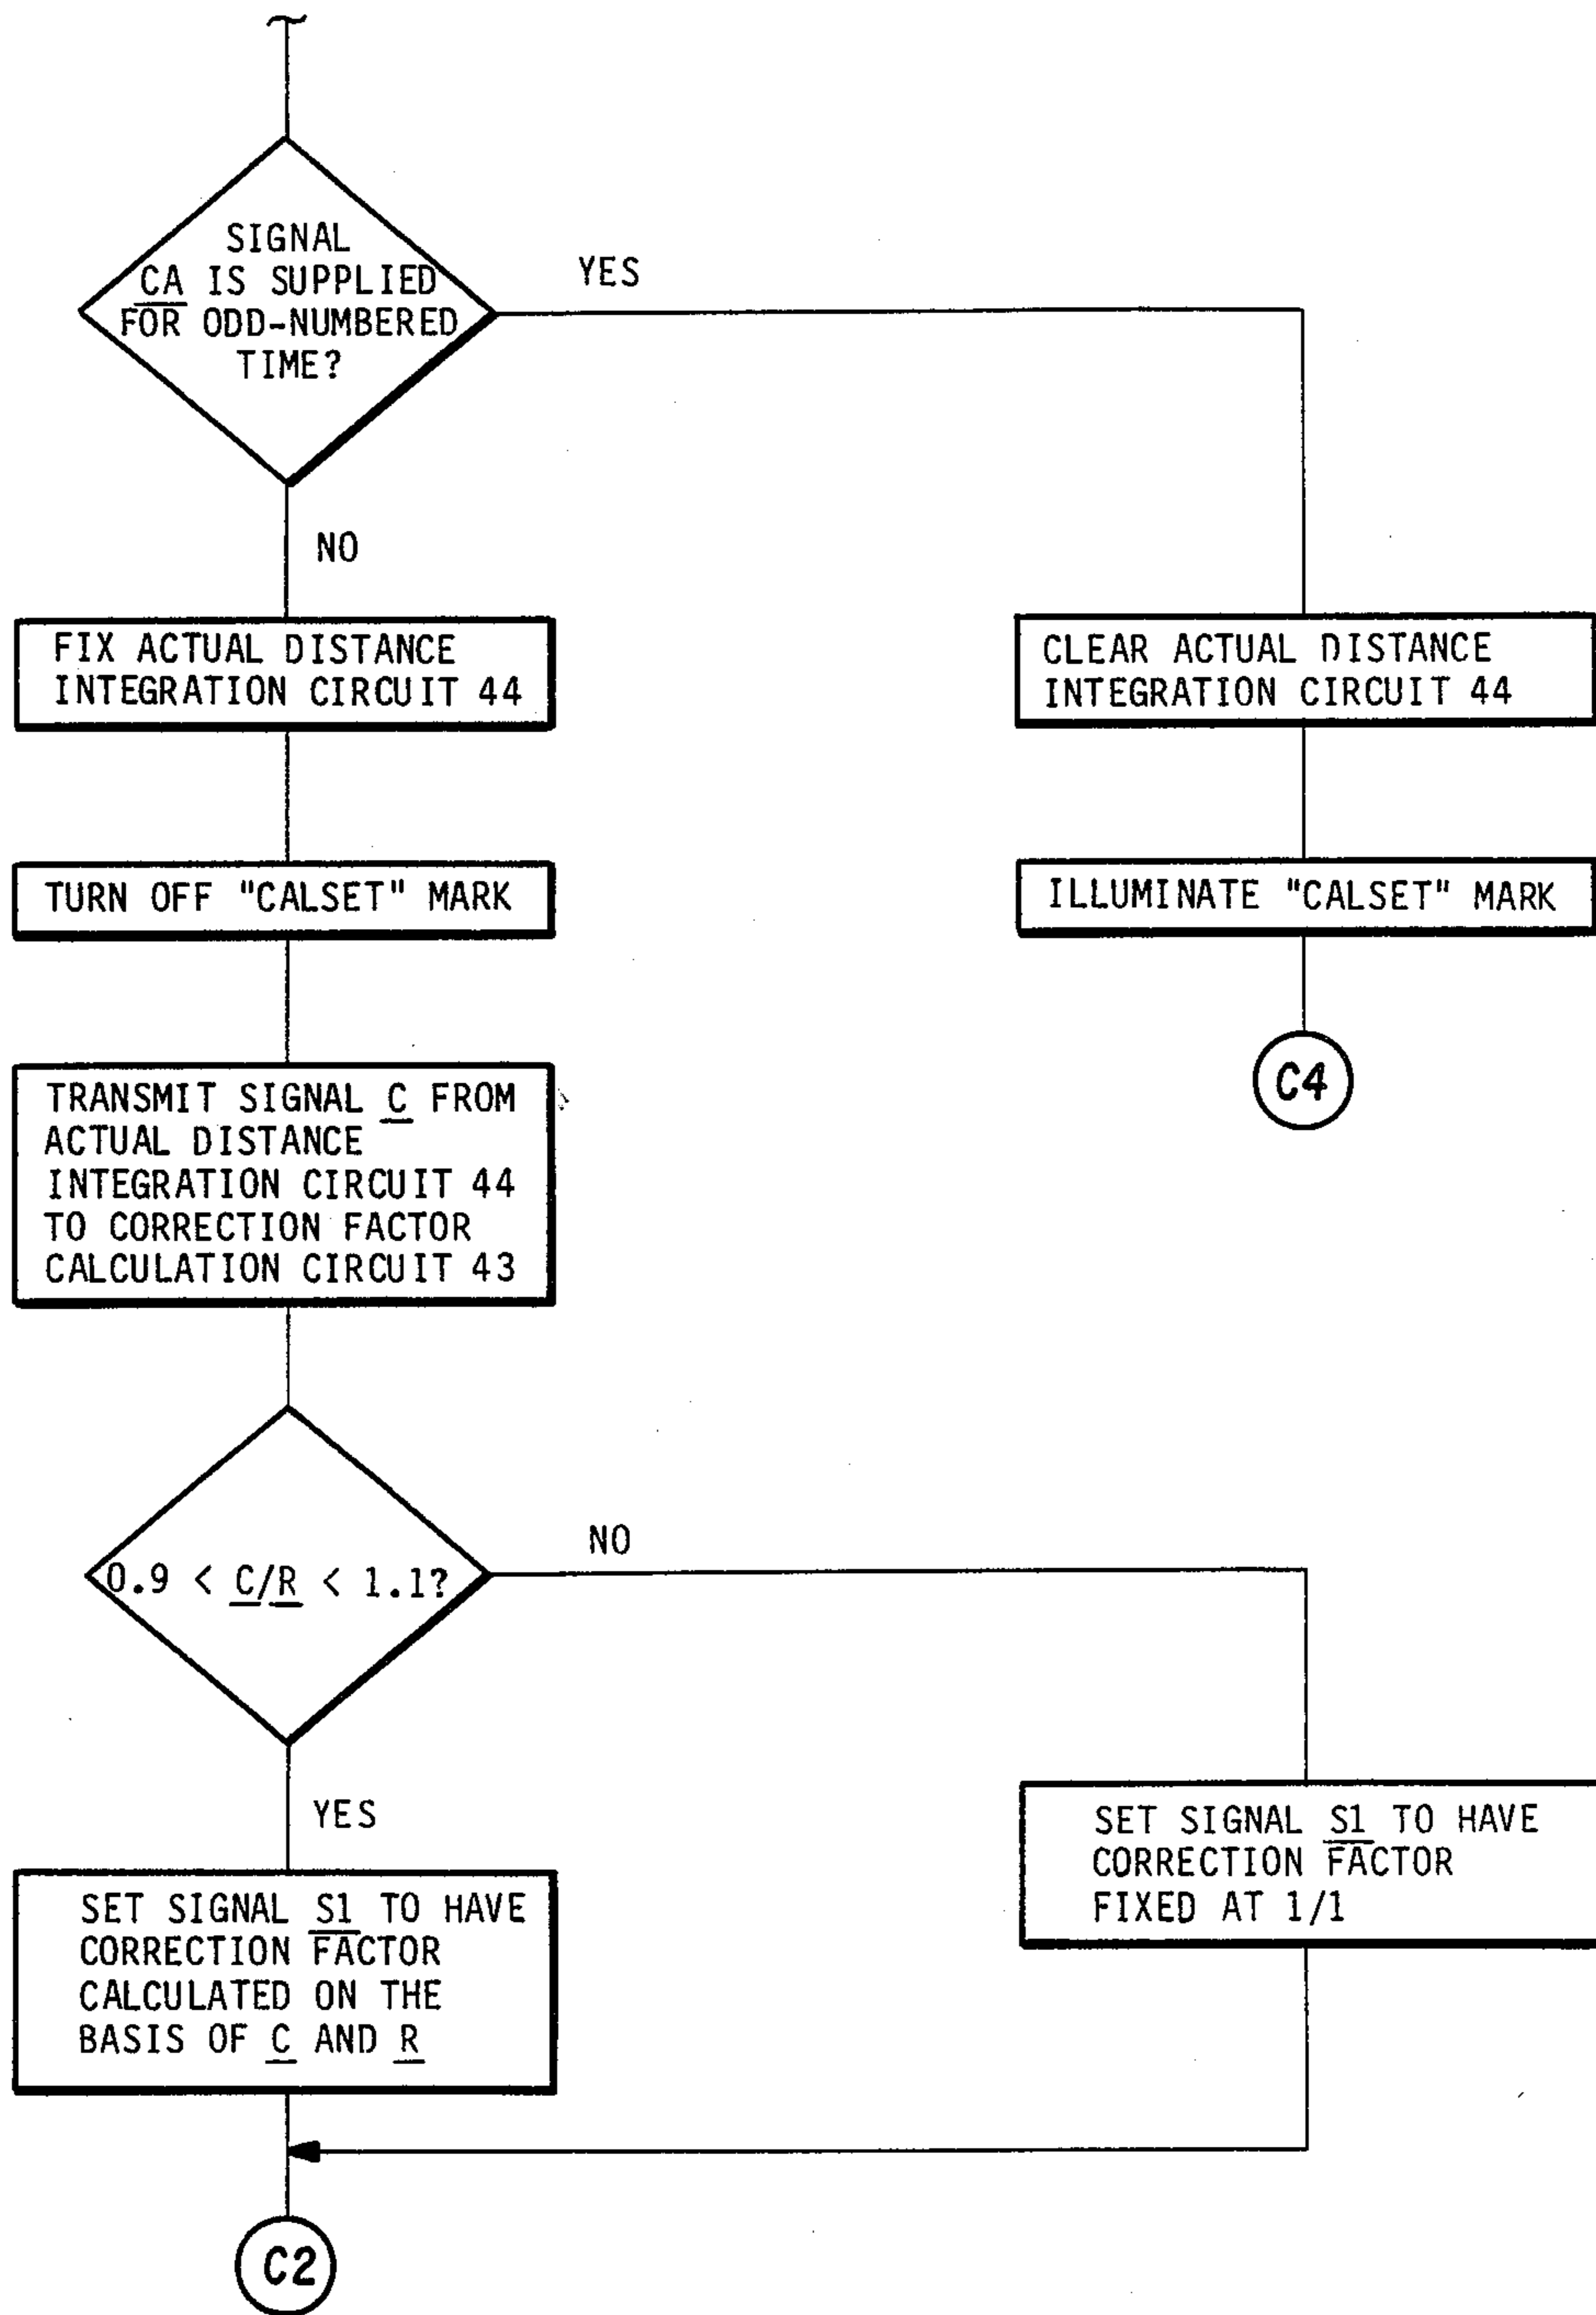 SIGNAL
CA IS SUPPLIED
FOR ODD-NUMBERED
TIME?
YES
NO
FIX ACTUAL DISTANCE
INTEGRATION CIRCUIT 44
CLEAR ACTUAL DISTANCE
INTEGRATION CIRCUIT 44
TURN OFF "CALSET" MARK
ILLUMINATE "CALSET" MARK
C4
TRANSMIT SIGNAL C FROM
ACTUAL DISTANCE
INTEGRATION CIRCUIT 44
TO CORRECTION FACTOR
CALCULATION CIRCUIT 43
0.9 < C/R < 1.1?
NO
YES
SET SIGNAL S1 TO HAVE
CORRECTION FACTOR
FIXED AT 1/1
SET SIGNAL S1 TO HAVE
CORRECTION FACTOR
CALCULATED ON THE
BASIS OF C AND R
C2